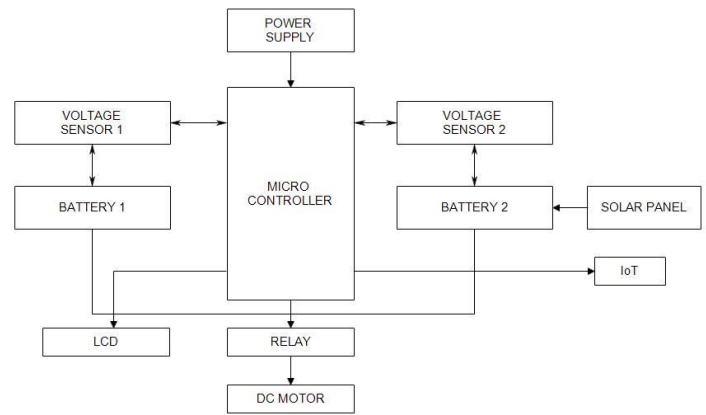 POWER
SUPPLY
VOLTAGE
SENSOR 1
VOLTAGE
SENSOR 2
MICRO
CONTROLLER
BATTERY 1
BATTERY 2
SOLAR PANEL
IoT
LCD
RELAY
DC MOTOR